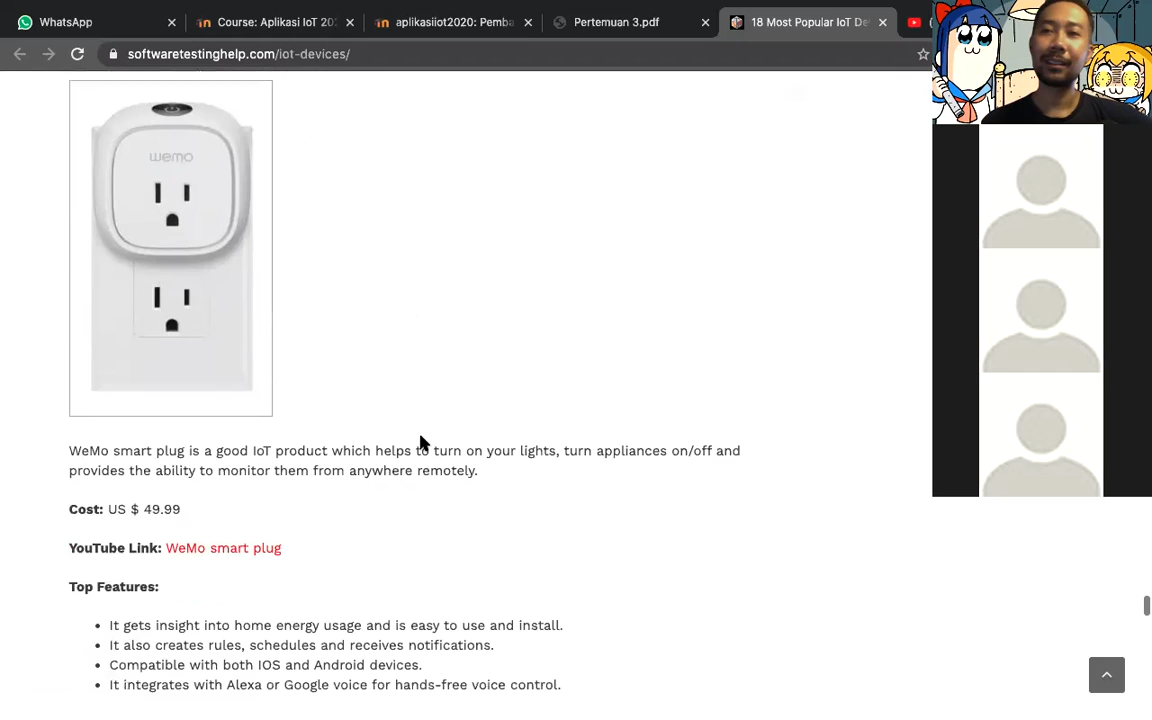 WhatsApp
Course: Aplikasi IoT 202
aplikasiiot2020: Pemba
Pertemuan 3.pdf
18 Most Popular IoT De
softwaretestinghelp.com/iot-devices/
wemo
WeMo smart plug is a good IoT product which helps to turn on your lights, turn appliances on/off and
provides the ability to monitor them from anywhere remotely.
Cost: US $ 49.99
YouTube Link: WeMo smart plug
Top Features:
• It gets insight into home energy usage and is easy to use and install.
• It also creates rules, schedules and receives notifications.
• Compatible with both IOS and Android devices.
• It integrates with Alexa or Google voice for hands-free voice control.